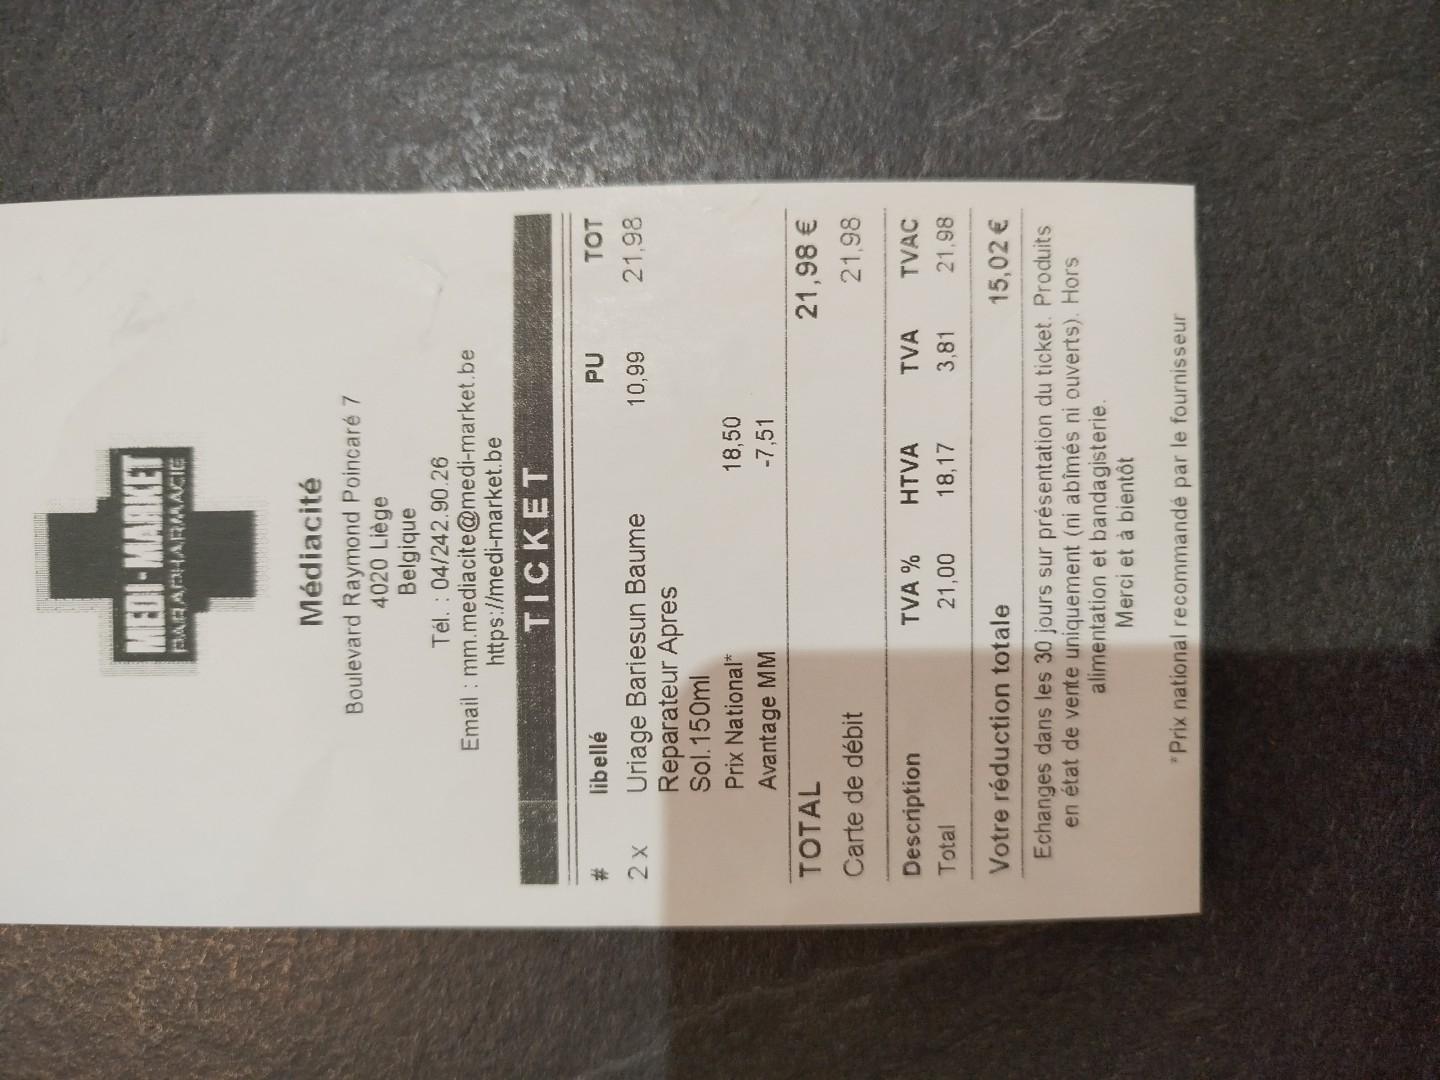 MEDI-MARKET
PARAPHARMACIE
Médiacité
Boulevard Raymond Poincaré 7
4020 Liège
Belgique
Tél. : 04/242.90.26
Email : mm.mediacite@medi-market.be
https://medi-market.be
TICKET
# libellé PU TOT
2 x Uriage Bariesun Baume 10,99 21,98
Reparateur Apres
Sol.150ml
Prix National* 18,50
Avantage MM -7,51
TOTAL 21,98 €
Carte de débit 21,98
Description TVA % HTVA TVA TVAC
Total 21,00 18,17 3,81 21,98
Votre réduction totale 15,02 €
Echanges dans les 30 jours sur présentation du ticket. Produits
en état de vente uniquement (ni abîmés ni ouverts). Hors
alimentation et bandagisterie.
Merci et à bientôt
*Prix national recommandé par le fournisseur